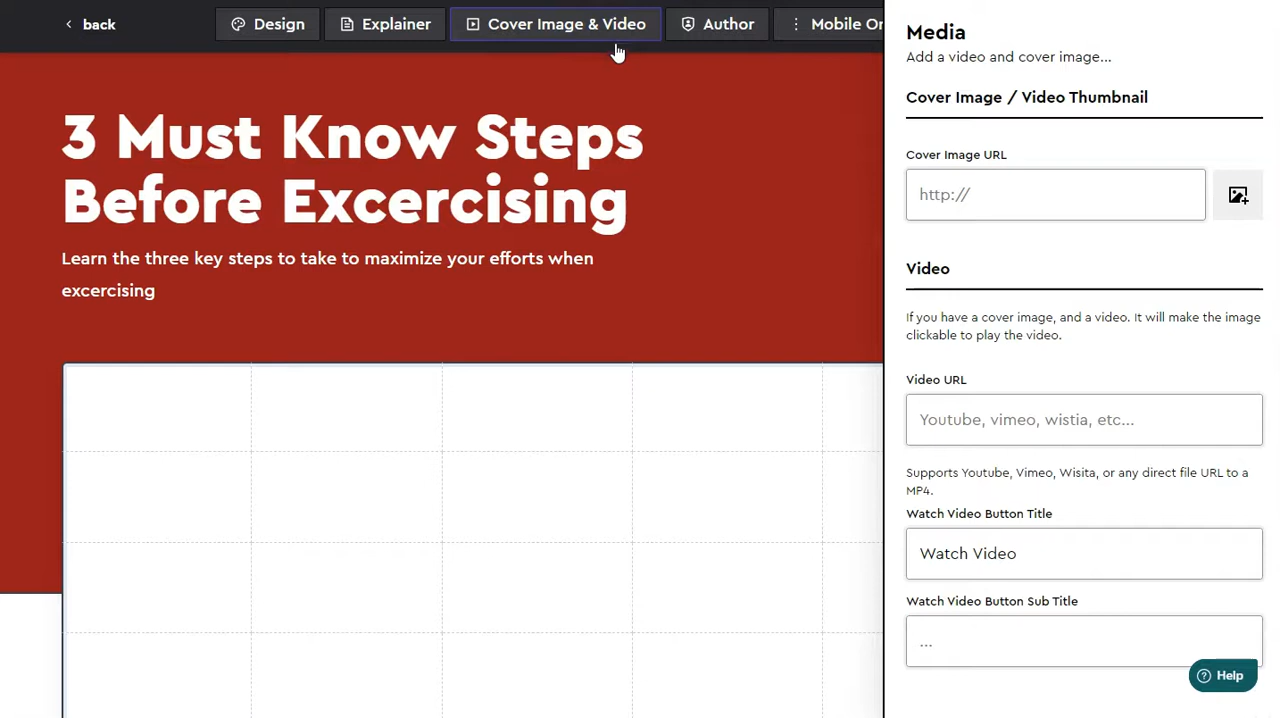 back
Design
Explainer
Cover Image & Video
Author
Mobile Or
3 Must Know Steps
Before Excercising
Learn the three key steps to take to maximize your efforts when
excercising
Media
Add a video and cover image...
Cover Image / Video Thumbnail
Cover Image URL
http://
Video
If you have a cover image, and a video. It will make the image
clickable to play the video.
Video URL
Youtube, vimeo, wistia, etc...
Supports Youtube, Vimeo, Wisita, or any direct file URL to a
MP4.
Watch Video Button Title
Watch Video
Watch Video Button Sub Title
...
Help